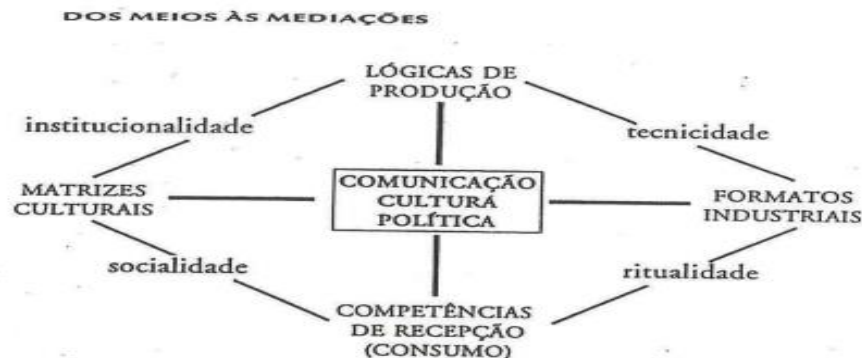 DOS MEIOS ÀS MEDIAÇÕES
LÓGICAS DE
PRODUÇÃO
institucionalidade
tecnicidade
MATRIZES
CULTURAIS
COMUNICAÇÃO
CULTURA
POLÍTICA
FORMATOS
INDUSTRIAIS
socialidade
ritualidade
COMPETÊNCIAS
DE RECEPÇÃO
(CONSUMO)